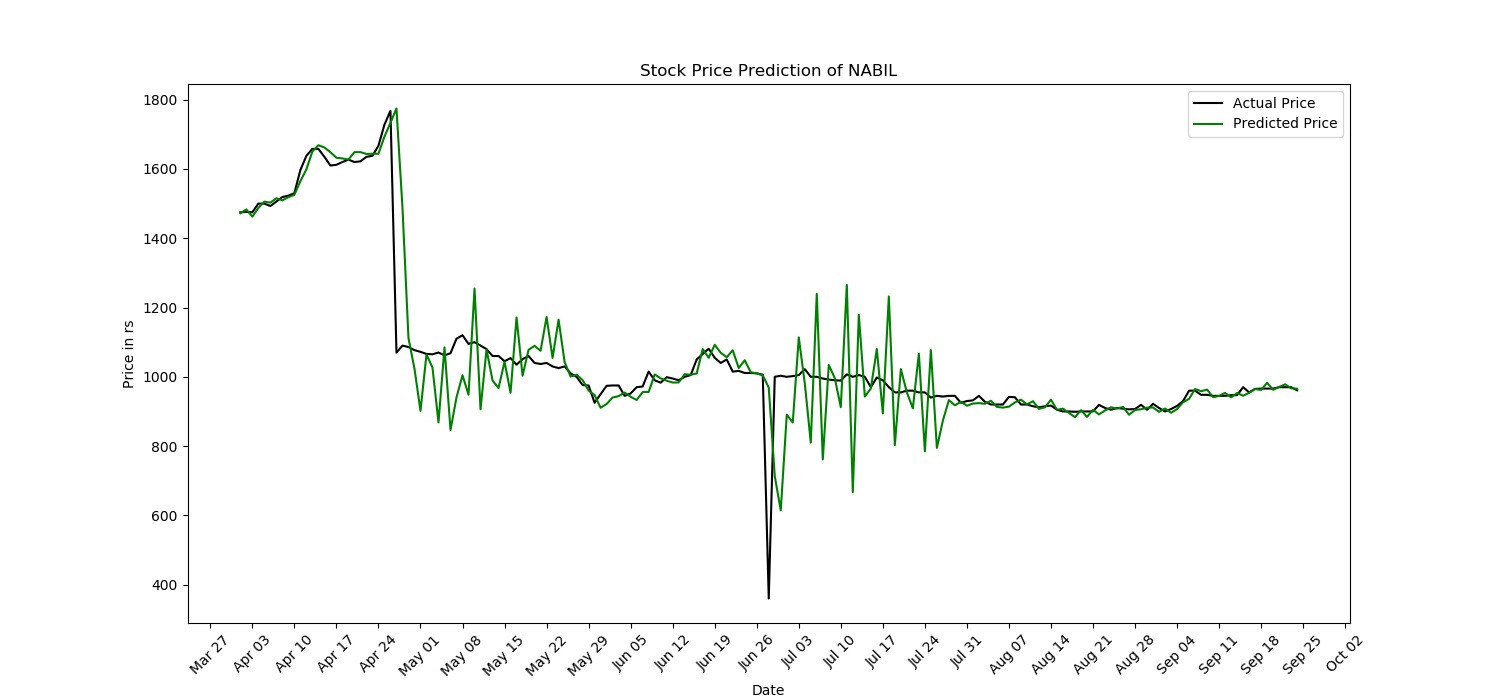 Stock Price Prediction of NABIL
Actual Price
Predicted Price
Price in rs
1800
1600
1400
1200
1000
800
600
400
Mar 27
Apr 03
Apr 10
Apr 17
Apr 24
May 01
May 08
May 15
May 22
May 29
Jun 05
Jun 12
Jun 19
Jun 26
Jul 03
Jul 10
Jul 17
Jul 24
Jul 31
Aug 07
Aug 14
Aug 21
Aug 28
Sep 04
Sep 11
Sep 18
Sep 25
Oct 02
Date